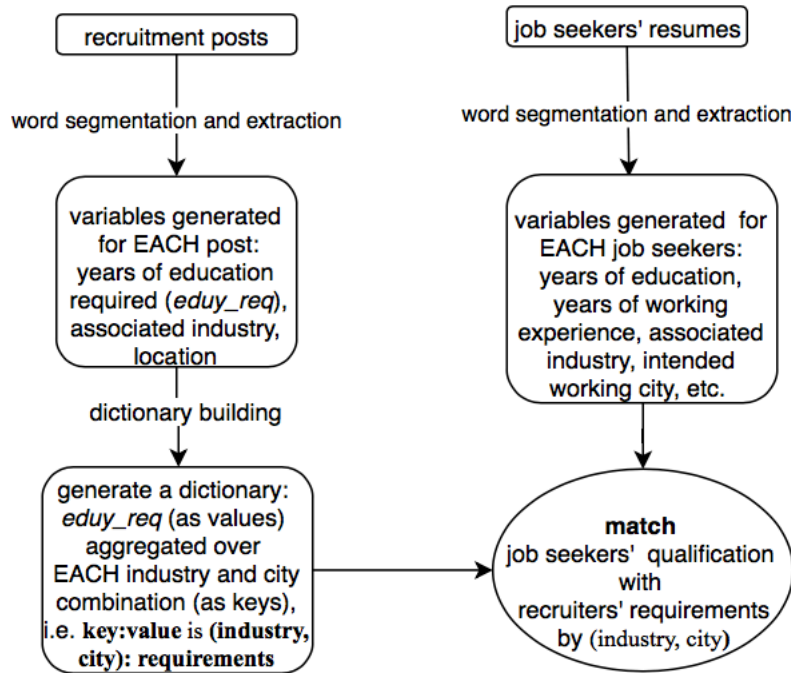 recruitment posts
word segmentation and extraction
variables generated
for EACH post:
years of education
required (eduy_req),
associated industry,
location
dictionary building
generate a dictionary:
eduy_req (as values)
aggregated over
EACH industry and city
combination (as keys),
i.e. key:value is (industry,
city): requirements
job seekers' resumes
word segmentation and extraction
variables generated for
EACH job seekers:
years of education,
years of working
experience, associated
industry, intended
working city, etc.
match
job seekers' qualification
with
recruiters' requirements
by (industry, city)